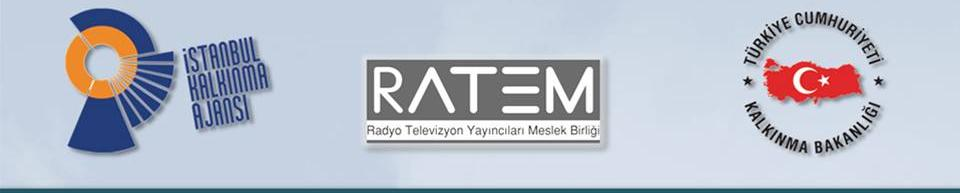 İSTANBUL
KALKINMA
AJANSI
RATEM
Radyo Televizyon Yayıncıları Meslek Birliği
TÜRKİYE CUMHURİYETİ
KALKINMA BAKANLIĞI